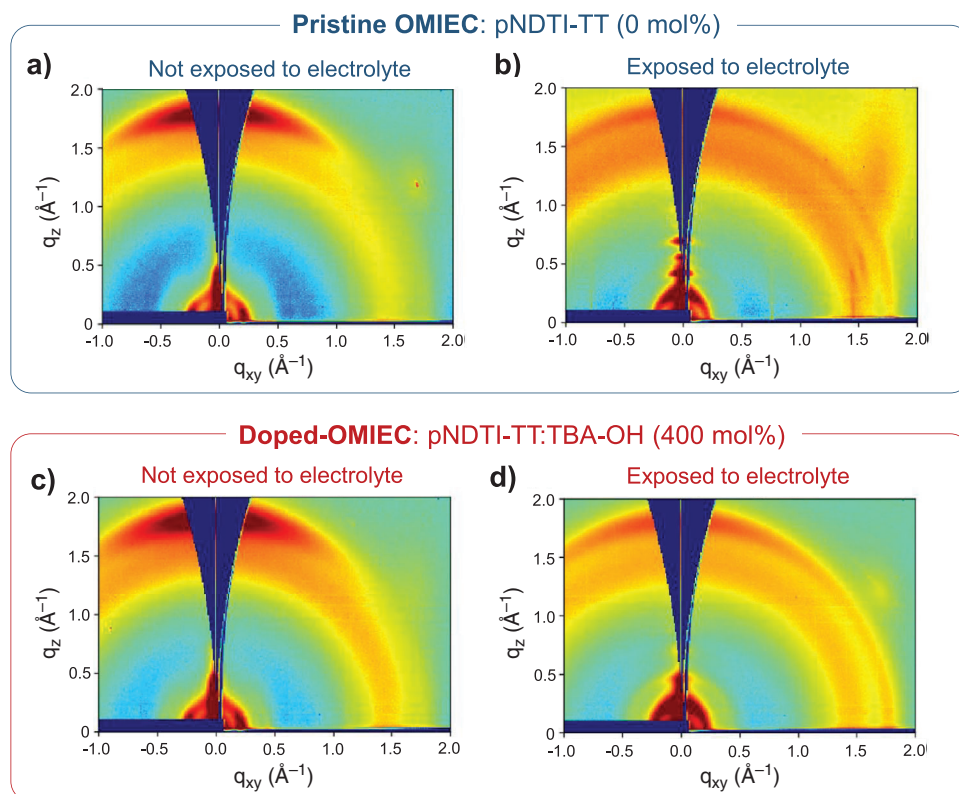 Pristine OMIEC: pNDTI-TT (0 mol%)
a)
Not exposed to electrolyte
2.0
1.5
1.0
0.5
0
qz (Å−1)
-1.0 -0.5 0.0 0.5 1.0 1.5 2.0
qxy (Å−1)
b)
Exposed to electrolyte
2.0
1.5
1.0
0.5
0
qz (Å−1)
-1.0 -0.5 0.0 0.5 1.0 1.5 2.0
qxy (Å−1)
Doped-OMIEC: pNDTI-TT:TBA-OH (400 mol%)
c)
Not exposed to electrolyte
2.0
1.5
1.0
0.5
0
qz (Å−1)
-1.0 -0.5 0.0 0.5 1.0 1.5 2.0
qxy (Å−1)
d)
Exposed to electrolyte
2.0
1.5
1.0
0.5
0
qz (Å−1)
-1.0 -0.5 0.0 0.5 1.0 1.5 2.0
qxy (Å−1)